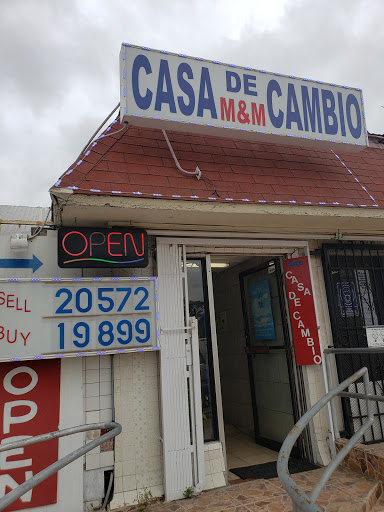 CASA DE CAMBIO
M&M
OPEN
SELL 20572
BUY 19899
CASA DE CAMBIO
OPEN